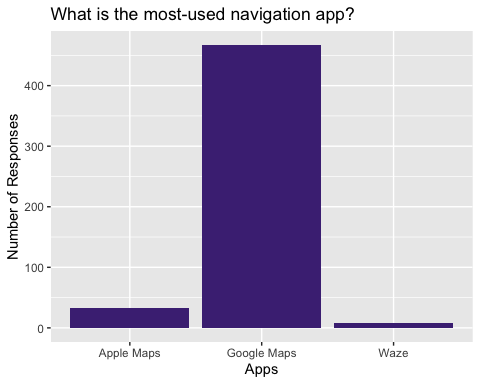 What is the most-used navigation app?
Number of Responses
400
300
200
100
0
Apple Maps Google Maps Waze
Apps